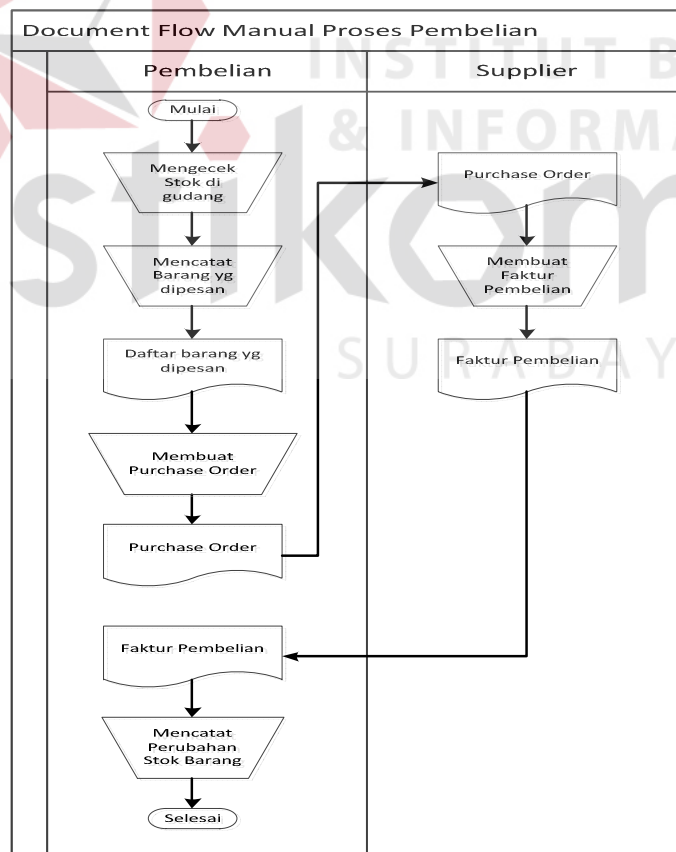 Document Flow Manual Proses Pembelian
Pembelian
Supplier
Mulai
Mengecek
Stok di
gudang
Mencatat
Barang yg
dipesan
Daftar barang yg
dipesan
Membuat
Purchase Order
Purchase Order
Purchase Order
Membuat
Faktur
Pembelian
Faktur Pembelian
Faktur Pembelian
Mencatat
Perubahan
Stok Barang
Selesai
INSTITUT B
& INFORMA
stikom
SURABAY